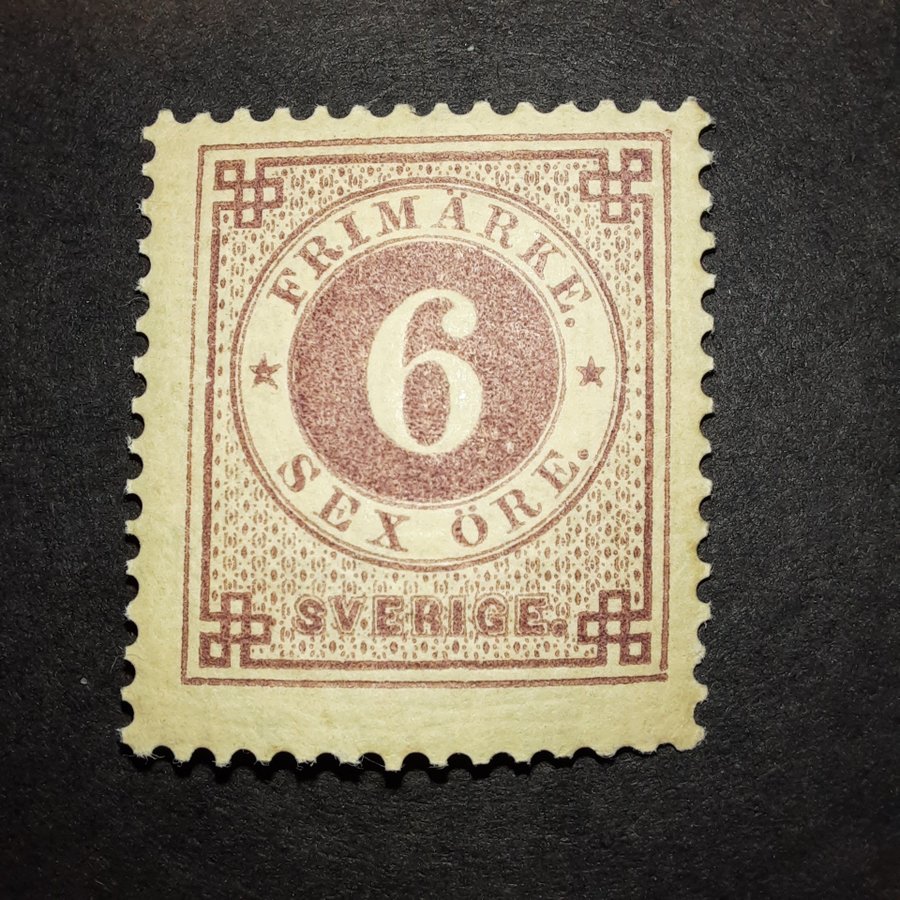 FRIMÄRKE.
6
SEX ÖRE.
SVERIGE.